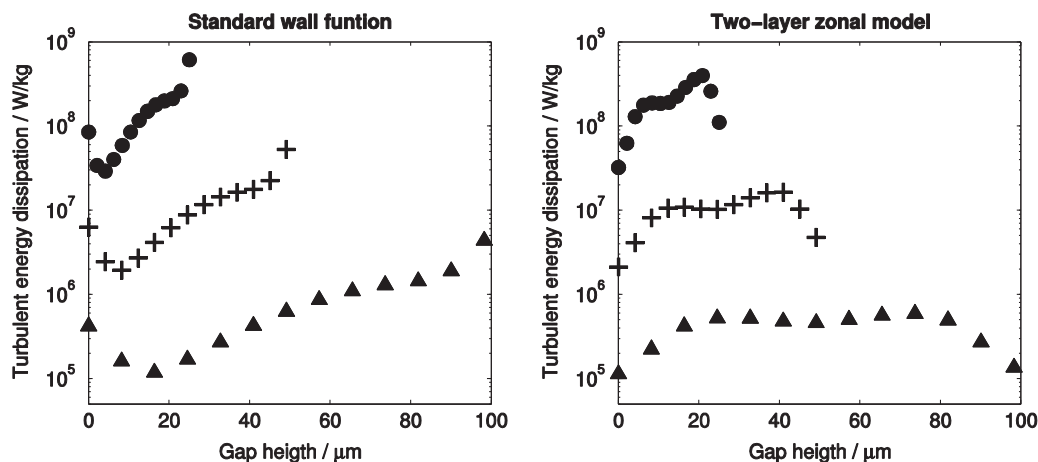 Standard wall funtion
Turbulent energy dissipation / W/kg
10⁹
10⁸
10⁷
10⁶
10⁵
0 20 40 60 80 100
Gap heigth / μm
Two-layer zonal model
Turbulent energy dissipation / W/kg
10⁹
10⁸
10⁷
10⁶
10⁵
0 20 40 60 80 100
Gap heigth / μm